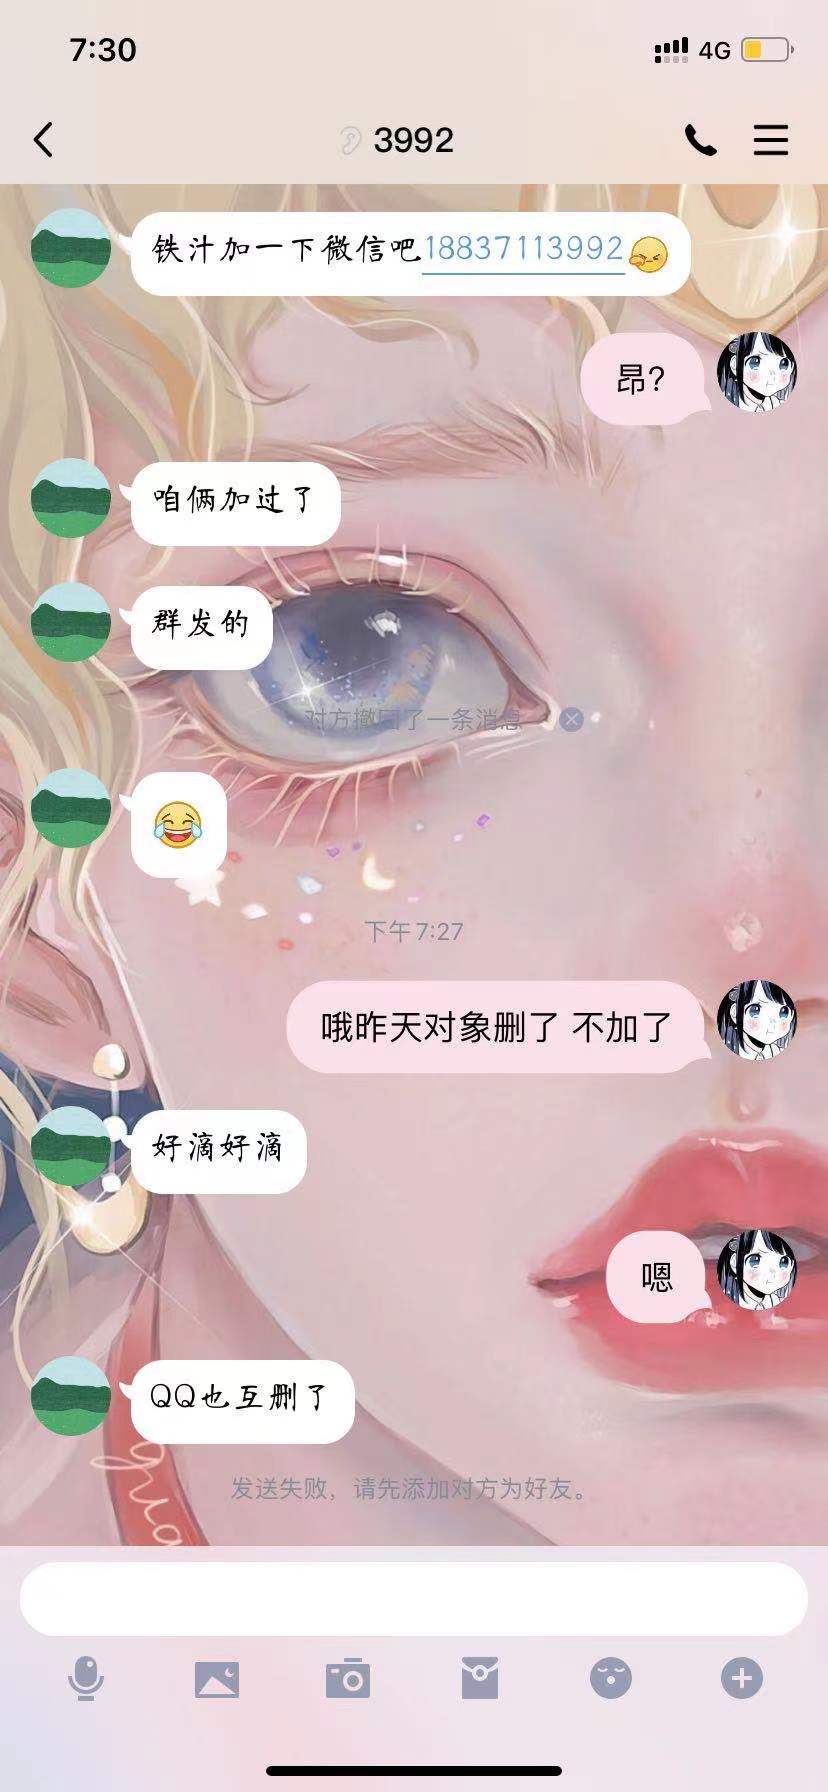 7:30
4G
3992
铁汁加一下微信吧18837113992
昂?
咱俩加过了
群发的
对方撤回了一条消息
下午 7:27
哦昨天对象删了 不加了
好滴好滴
嗯
QQ也互删了
发送失败，请先添加对方为好友。